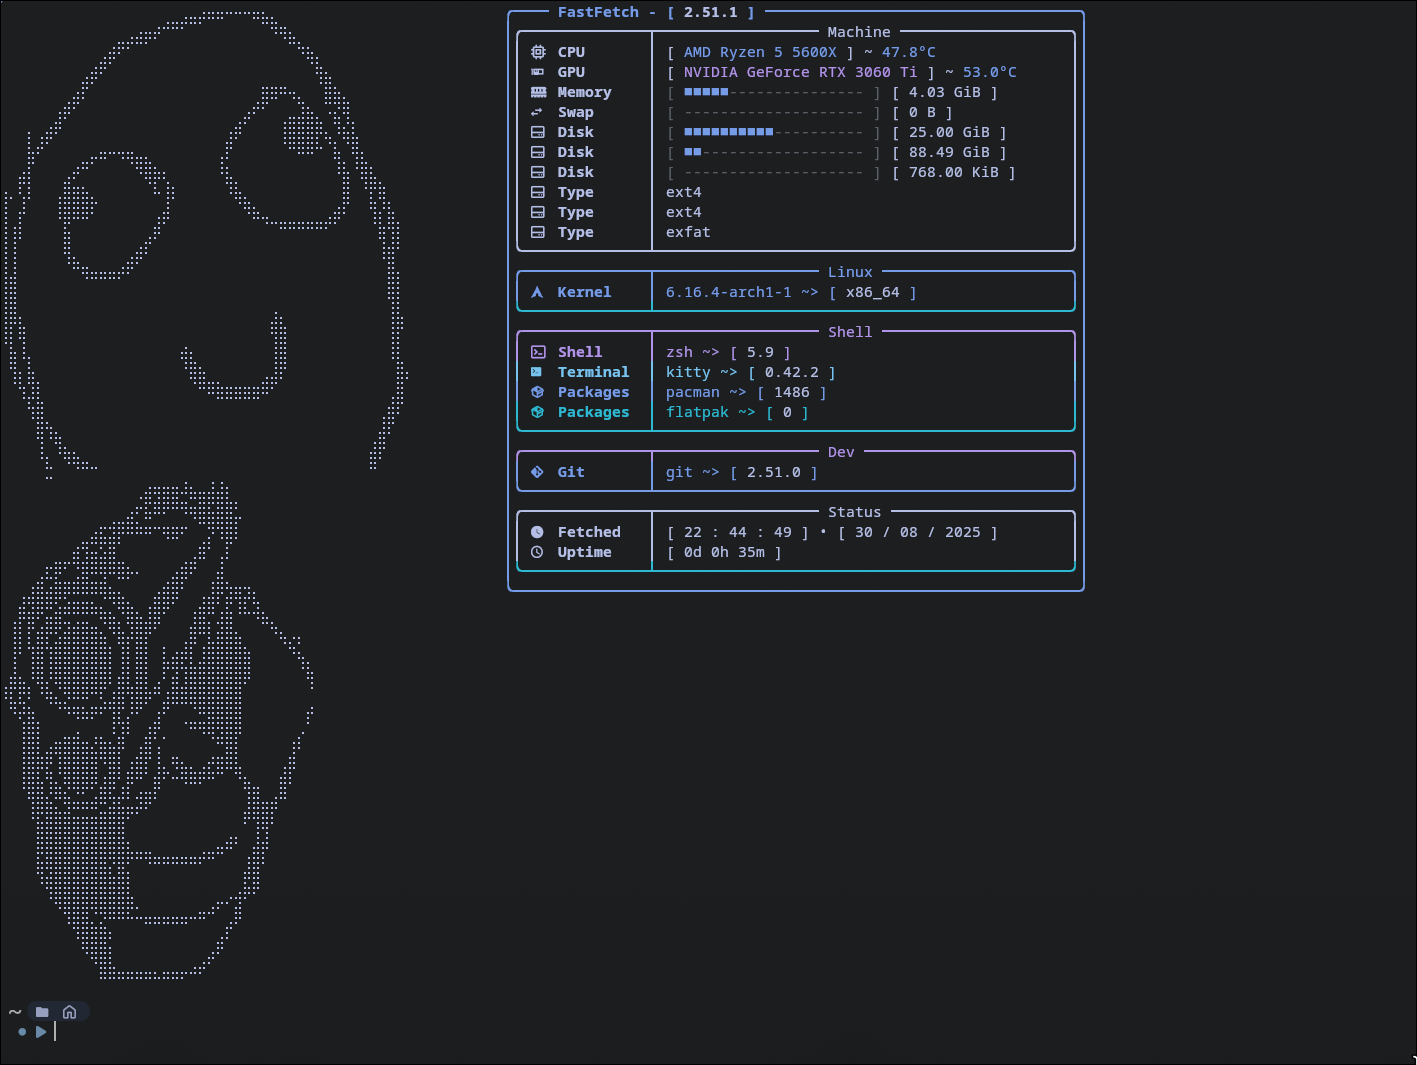 FastFetch - [ 2.51.1 ]
Machine
CPU [ AMD Ryzen 5 5600X ] ~ 47.8°C
GPU [ NVIDIA GeForce RTX 3060 Ti ] ~ 53.0°C
Memory [ ■■■■■--------------- ] [ 4.03 GiB ]
Swap [ -------------------- ] [ 0 B ]
Disk [ ■■■■■■■■■■---------- ] [ 25.00 GiB ]
Disk [ ■■------------------ ] [ 88.49 GiB ]
Disk [ -------------------- ] [ 768.00 KiB ]
Type ext4
Type ext4
Type exfat
Linux
Kernel 6.16.4-arch1-1 ~> [ x86_64 ]
Shell
Shell zsh ~> [ 5.9 ]
Terminal kitty ~> [ 0.42.2 ]
Packages pacman ~> [ 1486 ]
Packages flatpak ~> [ 0 ]
Dev
Git git ~> [ 2.51.0 ]
Status
Fetched [ 22 : 44 : 49 ] • [ 30 / 08 / 2025 ]
Uptime [ 0d 0h 35m ]
~